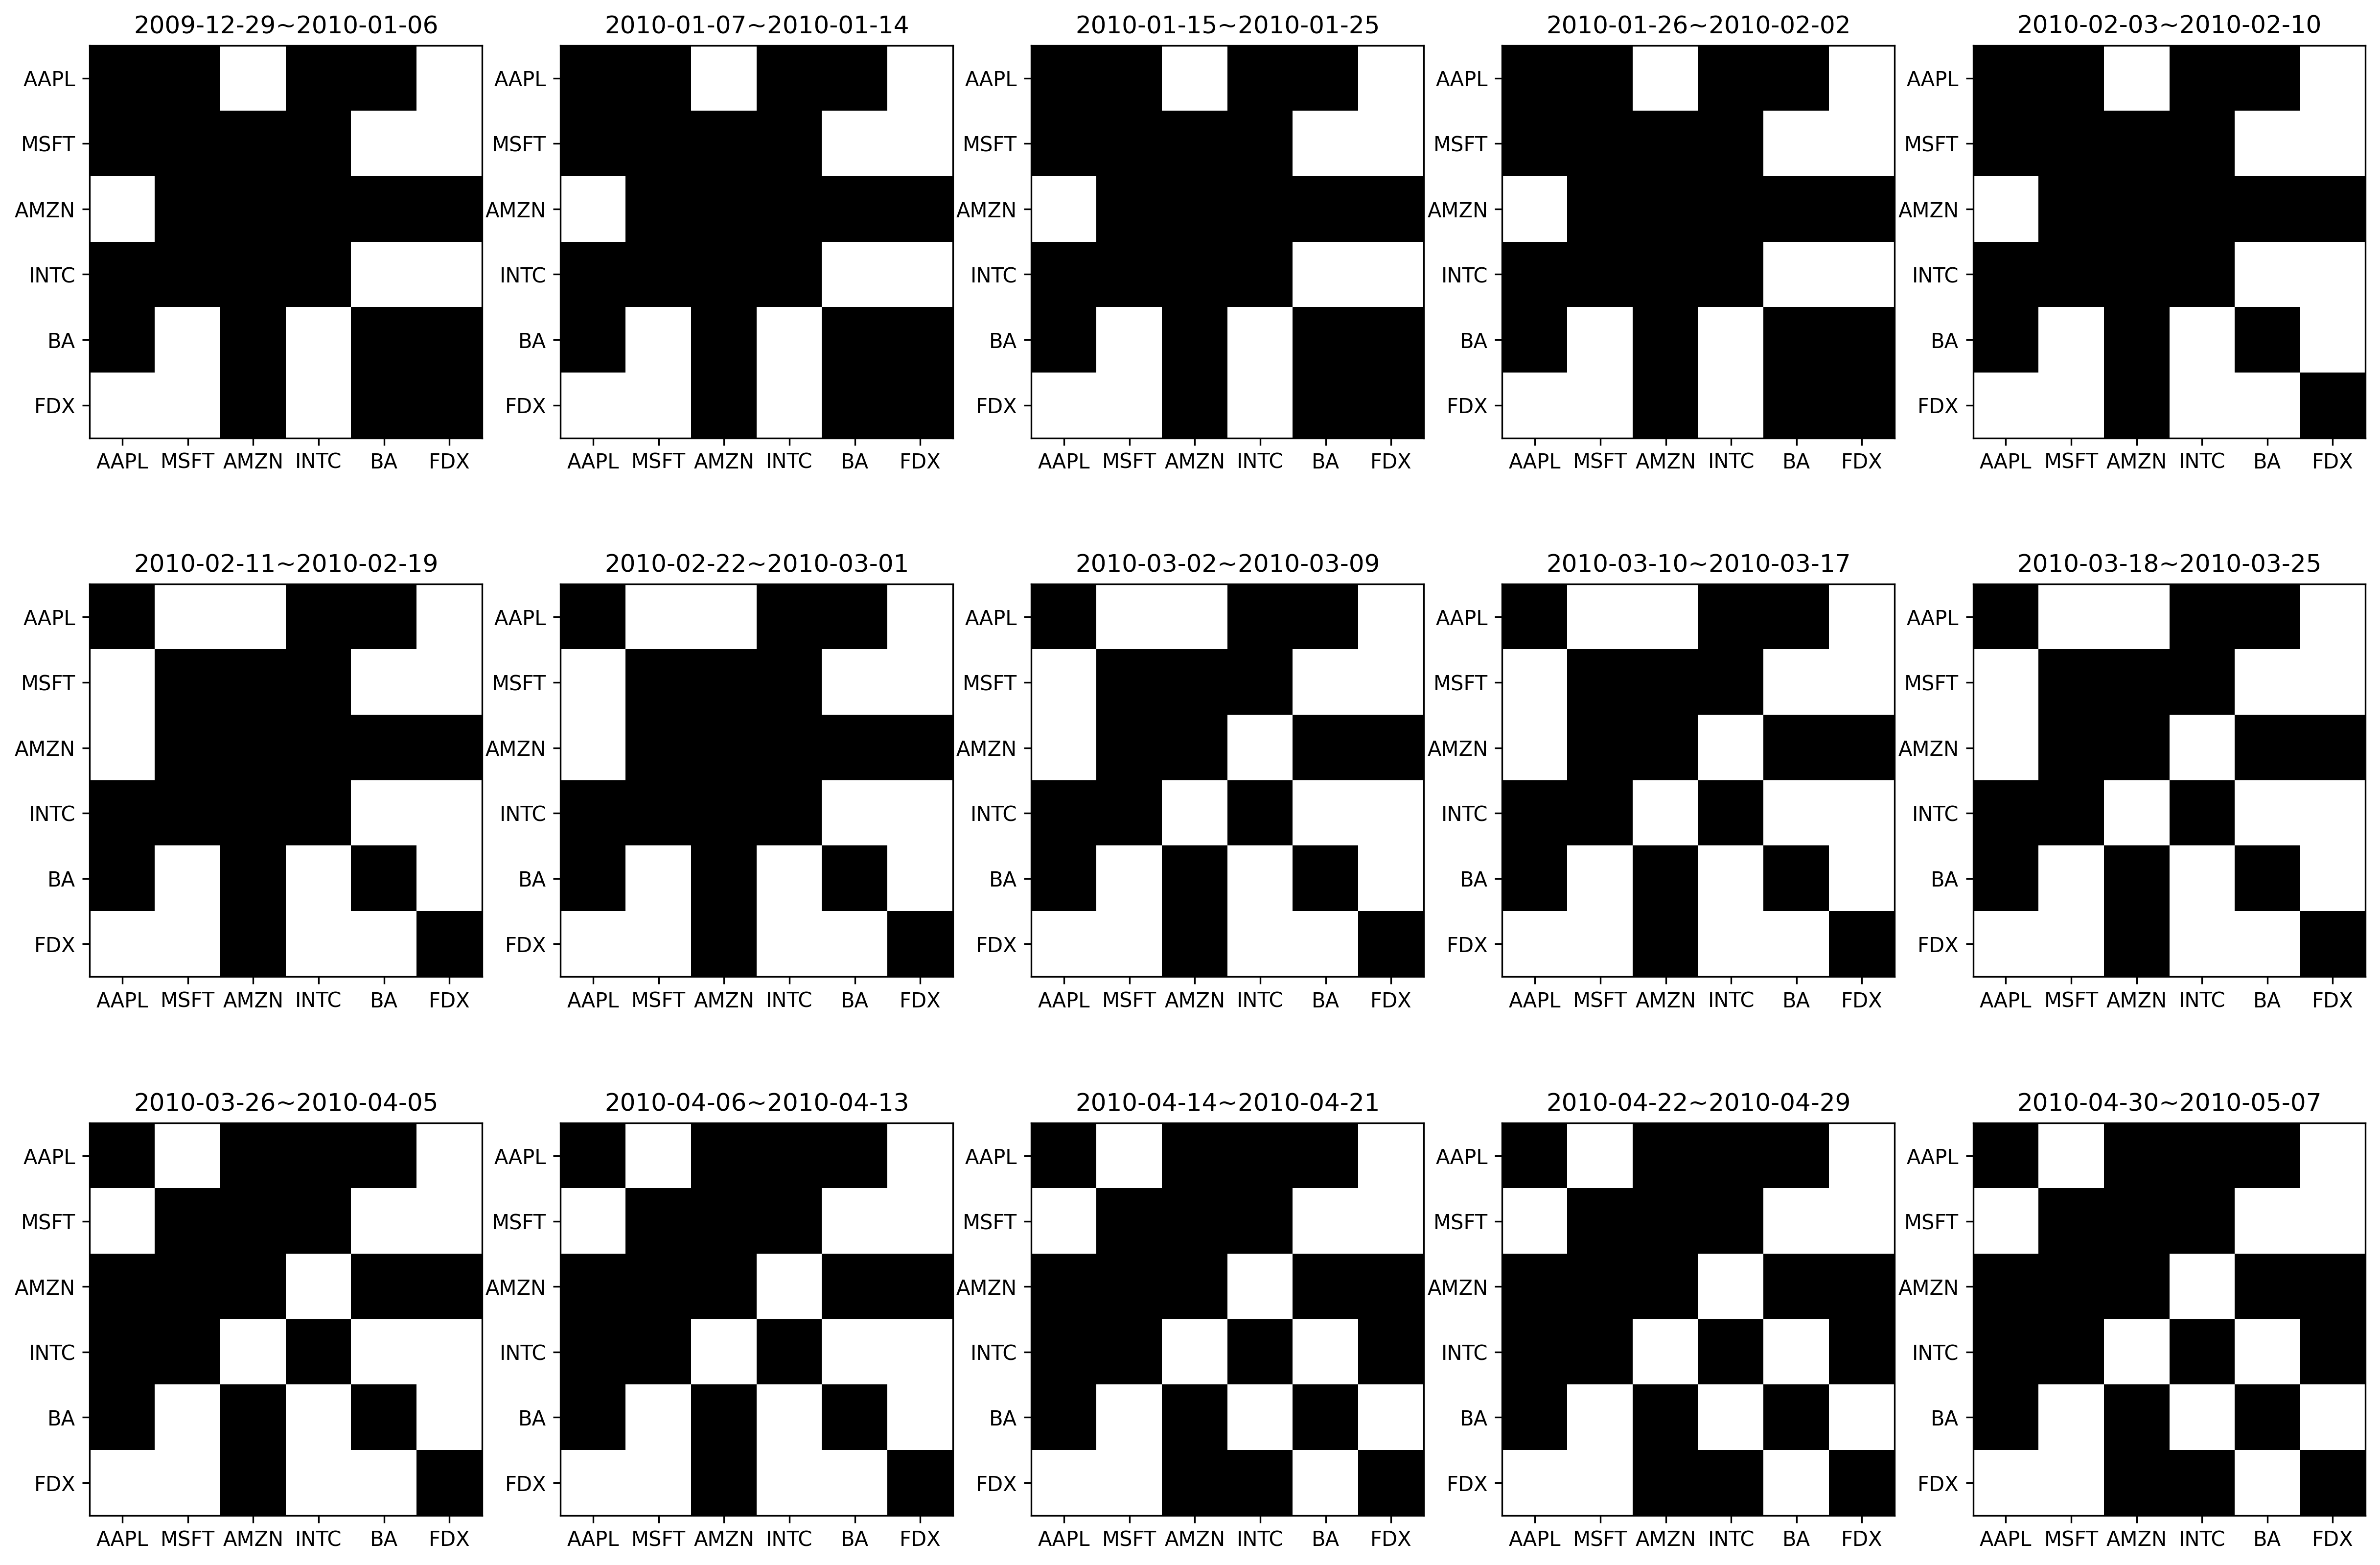 2009-12-29~2010-01-06 2010-01-07~2010-01-14 2010-01-15~2010-01-25 2010-01-26~2010-02-02 2010-02-03~2010-02-10
AAPL AAPL AAPL AAPL AAPL
MSFT MSFT MSFT MSFT MSFT
AMZN AMZN AMZN AMZN AMZN
INTC INTC INTC INTC INTC
BA BA BA BA BA
FDX FDX FDX FDX FDX
AAPL MSFT AMZN INTC BA FDX AAPL MSFT AMZN INTC BA FDX AAPL MSFT AMZN INTC BA FDX AAPL MSFT AMZN INTC BA FDX AAPL MSFT AMZN INTC BA FDX
2010-02-11~2010-02-19 2010-02-22~2010-03-01 2010-03-02~2010-03-09 2010-03-10~2010-03-17 2010-03-18~2010-03-25
AAPL AAPL AAPL AAPL AAPL
MSFT MSFT MSFT MSFT MSFT
AMZN AMZN AMZN AMZN AMZN
INTC INTC INTC INTC INTC
BA BA BA BA BA
FDX FDX FDX FDX FDX
AAPL MSFT AMZN INTC BA FDX AAPL MSFT AMZN INTC BA FDX AAPL MSFT AMZN INTC BA FDX AAPL MSFT AMZN INTC BA FDX AAPL MSFT AMZN INTC BA FDX
2010-03-26~2010-04-05 2010-04-06~2010-04-13 2010-04-14~2010-04-21 2010-04-22~2010-04-29 2010-04-30~2010-05-07
AAPL AAPL AAPL AAPL AAPL
MSFT MSFT MSFT MSFT MSFT
AMZN AMZN AMZN AMZN AMZN
INTC INTC INTC INTC INTC
BA BA BA BA BA
FDX FDX FDX FDX FDX
AAPL MSFT AMZN INTC BA FDX AAPL MSFT AMZN INTC BA FDX AAPL MSFT AMZN INTC BA FDX AAPL MSFT AMZN INTC BA FDX AAPL MSFT AMZN INTC BA FDX